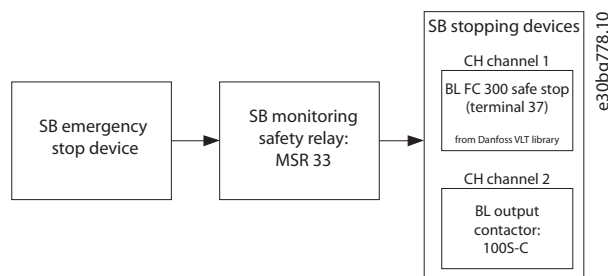 SB emergency
stop device
SB monitoring
safety relay:
MSR 33
SB stopping devices
CH channel 1
BL FC 300 safe stop
(terminal 37)
from Danfoss VLT library
CH channel 2
BL output
contactor:
100S-C
e30bg778.10